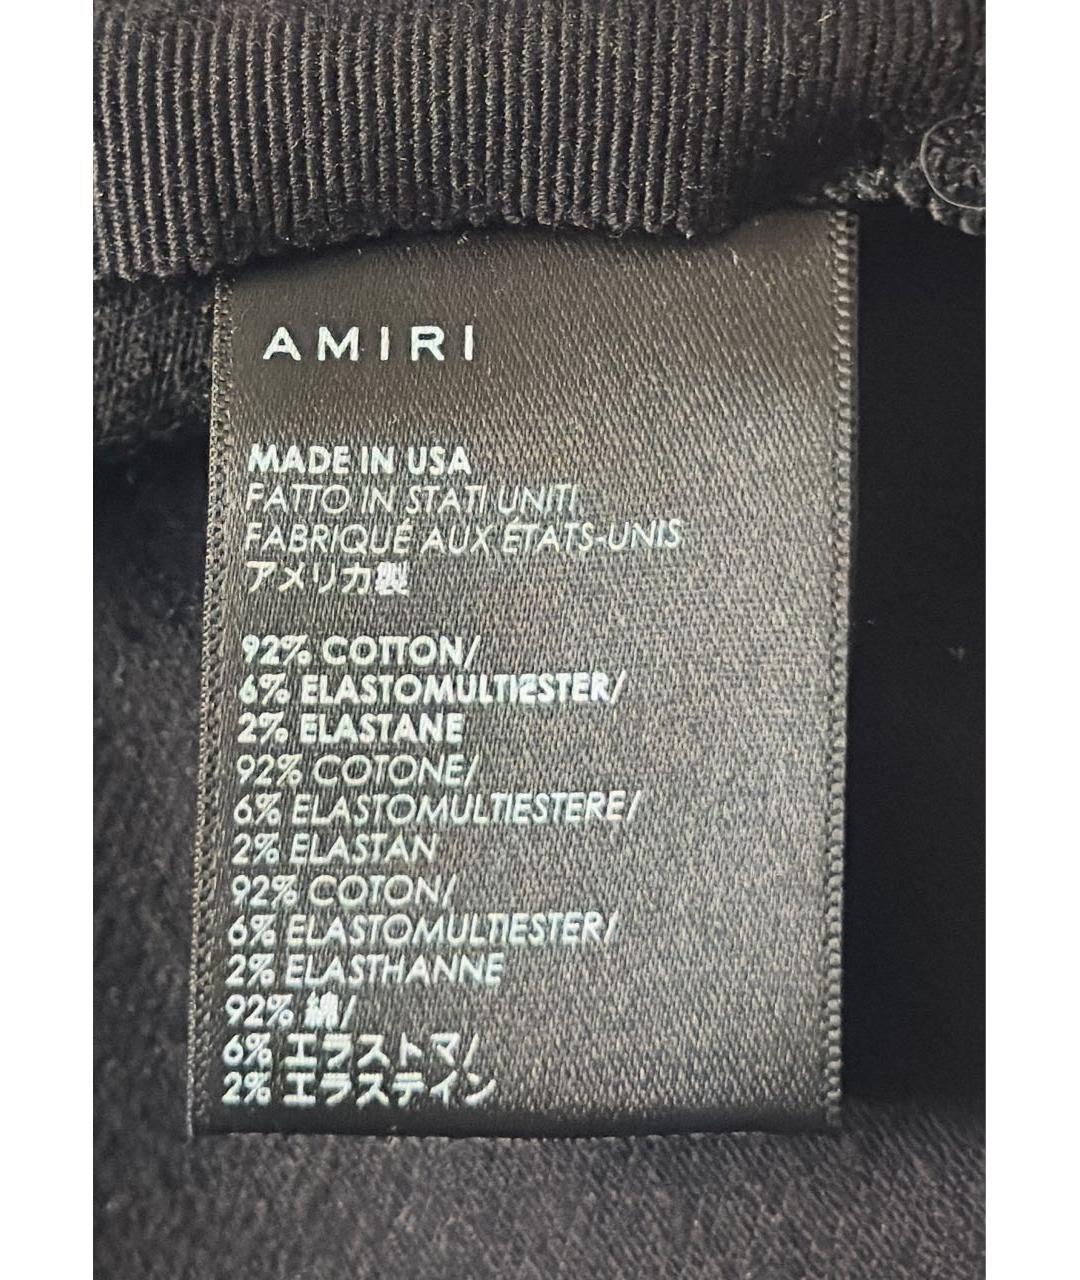 AMIRI
MADE IN USA
FATTO IN STATI UNITI
FABRIQUÉ AUX ÉTATS-UNIS
アメリカ製
92% COTTON/
6% ELASTOMULTIESTER/
2% ELASTANE
92% COTONE/
6% ELASTOMULTIESTERE/
2% ELASTAN
92% COTON/
6% ELASTOMULTIESTER/
2% ELASTHANNE
92% 綿/
6% エラストマ/
2% エラステイン